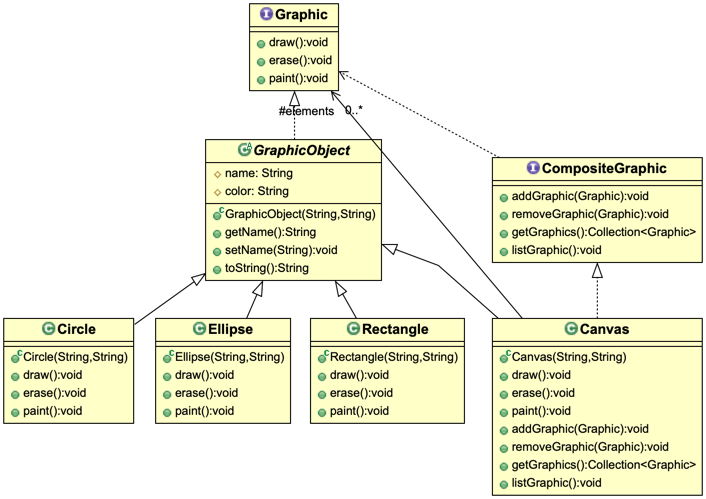 Graphic
draw():void
erase():void
paint():void
#elements 0..*
GraphicObject
name: String
color: String
GraphicObject(String,String)
getName():String
setName(String):void
toString():String
CompositeGraphic
addGraphic(Graphic):void
removeGraphic(Graphic):void
getGraphics():Collection<Graphic>
listGraphic():void
Circle
Circle(String,String)
draw():void
erase():void
paint():void
Ellipse
Ellipse(String,String)
draw():void
erase():void
paint():void
Rectangle
Rectangle(String,String)
draw():void
erase():void
paint():void
Canvas
Canvas(String,String)
draw():void
erase():void
paint():void
addGraphic(Graphic):void
removeGraphic(Graphic):void
getGraphics():Collection<Graphic>
listGraphic():void